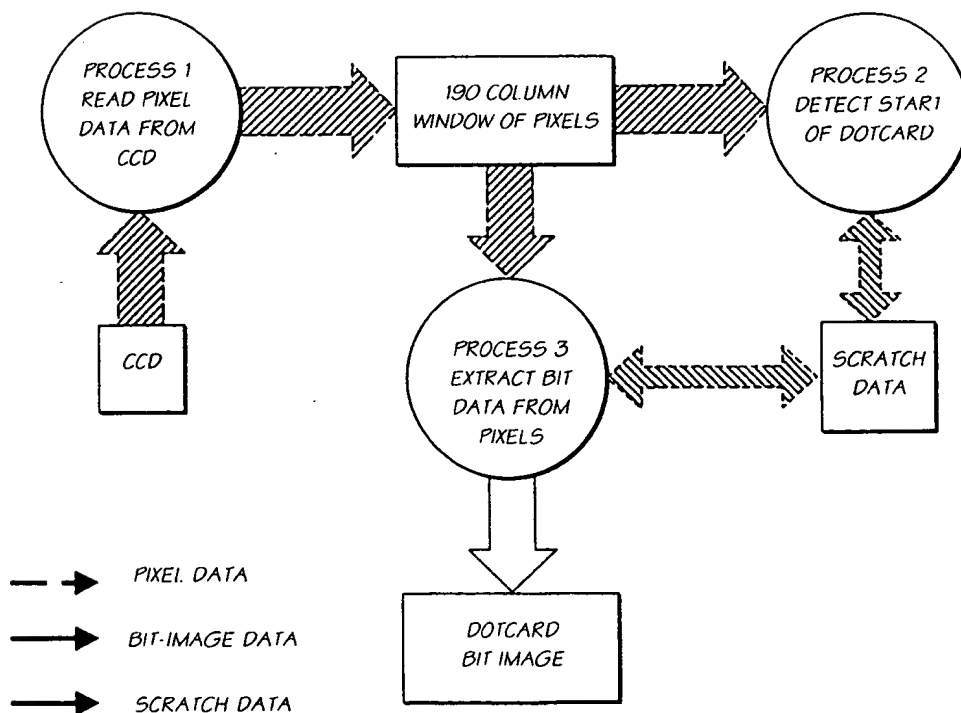 PROCESS 1
READ PIXEL
DATA FROM
CCD
190 COLUMN
WINDOW OF PIXELS
PROCESS 2
DETECT STAR1
OF DOTCARD
CCD
PROCESS 3
EXTRACT BIT
DATA FROM
PIXELS
SCRATCH
DATA
PIXEL DATA
BIT-IMAGE DATA
SCRATCH DATA
DOTCARD
BIT IMAGE